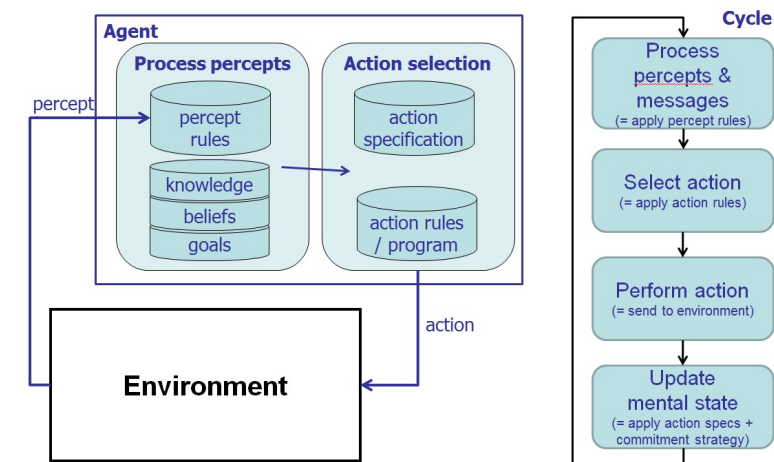 Agent
Process percepts
percept
rules
knowledge
beliefs
goals
Action selection
action
specification
action rules
/ program
percept
action
Environment
Cycle
Process
percepts &
messages
(= apply percept rules)
Select action
(= apply action rules)
Perform action
(= send to environment)
Update
mental state
(= apply action specs +
commitment strategy)